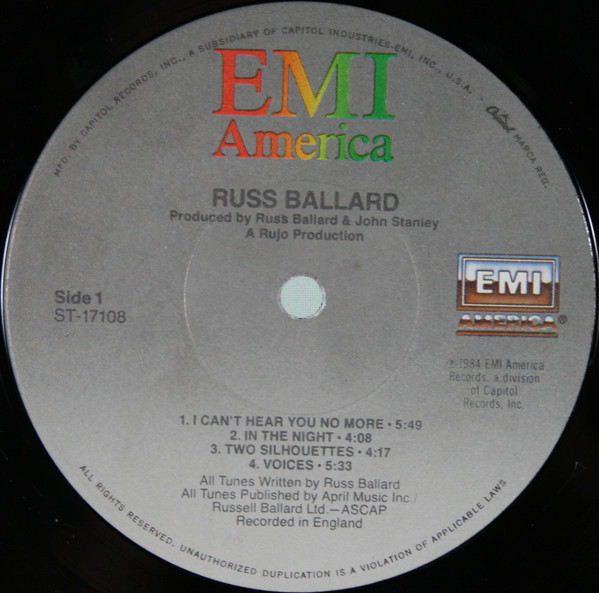 MFD. BY CAPITOL RECORDS, INC., A SUBSIDIARY OF CAPITOL INDUSTRIES-EMI, INC., U.S.A. • Capitol MARCA REG.
EMI
America
RUSS BALLARD
Produced by Russ Ballard & John Stanley
A Rujo Production
EMI
AMERICA®
Side 1
ST-17108
℗1984 EMI America
Records, a division
of Capitol
Records, Inc.
1. I CAN'T HEAR YOU NO MORE • 5:49
2. IN THE NIGHT • 4:08
3. TWO SILHOUETTES • 4:17
4. VOICES • 5:33
All Tunes Written by Russ Ballard
All Tunes Published by April Music Inc./
Russell Ballard Ltd.—ASCAP
Recorded in England
ALL RIGHTS RESERVED. UNAUTHORIZED DUPLICATION IS A VIOLATION OF APPLICABLE LAWS